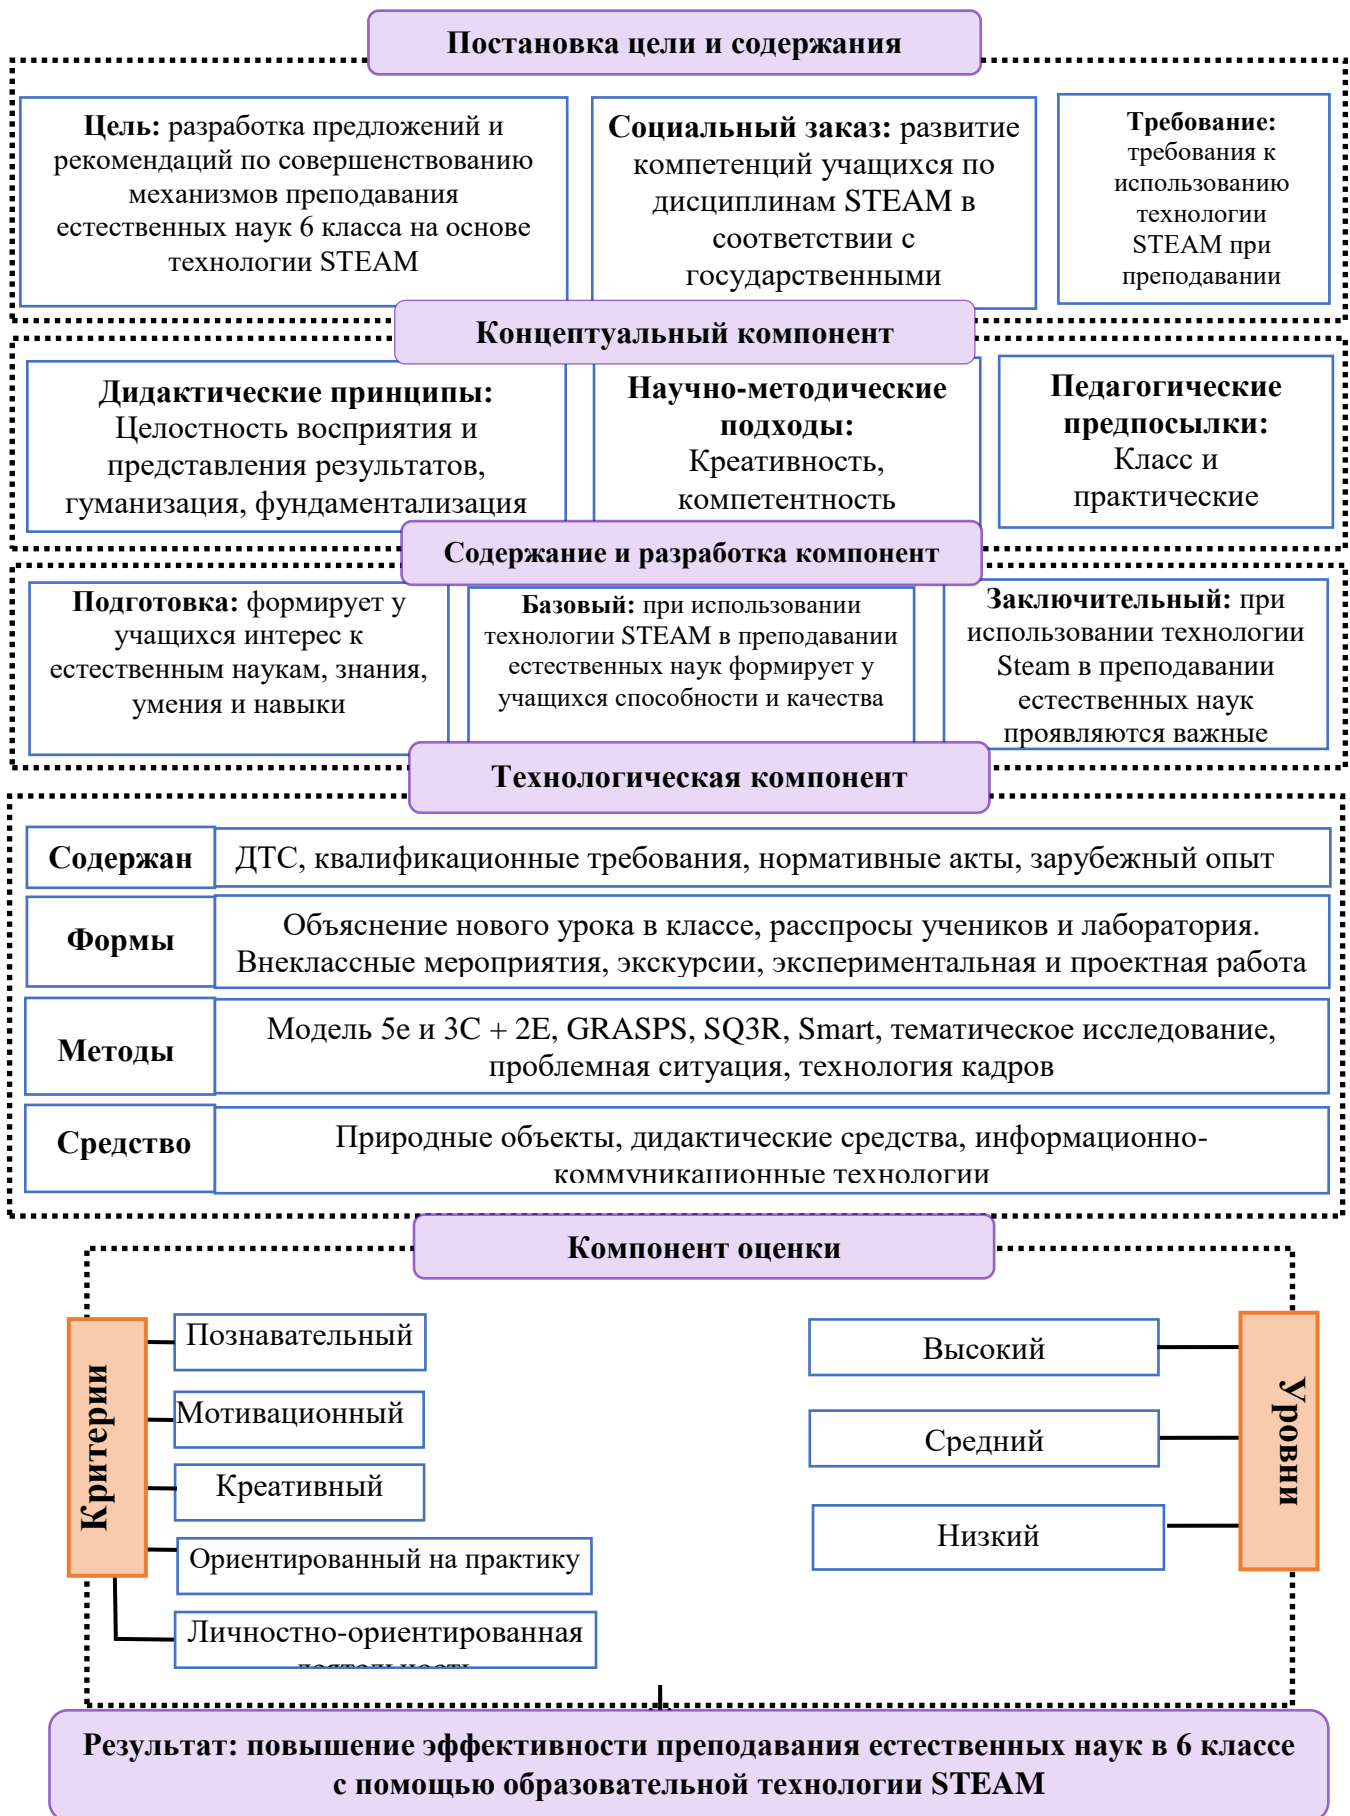 Постановка цели и содержания
Цель: разработка предложений и
рекомендаций по совершенствованию
механизмов преподавания
естественных наук 6 класса на основе
технологии STEAM
Социальный заказ: развитие
компетенций учащихся по
дисциплинам STEAM в
соответствии с
государственными
Требование:
требования к
использованию
технологии
STEAM при
преподавании
Концептуальный компонент
Дидактические принципы:
Целостность восприятия и
представления результатов,
гуманизация, фундаментализация
Научно-методические
подходы:
Креативность,
компетентность
Педагогические
предпосылки:
Класс и
практические
Содержание и разработка компонент
Подготовка: формирует у
учащихся интерес к
естественным наукам, знания,
умения и навыки
Базовый: при использовании
технологии STEAM в преподавании
естественных наук формирует у
учащихся способности и качества
Заключительный: при
использовании технологии
Steam в преподавании
естественных наук
проявляются важные
Технологическая компонент
Содержан
ДТС, квалификационные требования, нормативные акты, зарубежный опыт
Формы
Объяснение нового урока в классе, расспросы учеников и лаборатория.
Внеклассные мероприятия, экскурсии, экспериментальная и проектная работа
Методы
Модель 5е и 3С + 2Е, GRASPS, SQ3R, Smart, тематическое исследование,
проблемная ситуация, технология кадров
Средство
Природные объекты, дидактические средства, информационно-
коммуникационные технологии
Компонент оценки
Критерии
Познавательный
Мотивационный
Креативный
Ориентированный на практику
Личностно-ориентированная
деятельность
Уровни
Высокий
Средний
Низкий
Результат: повышение эффективности преподавания естественных наук в 6 классе
с помощью образовательной технологии STEAM